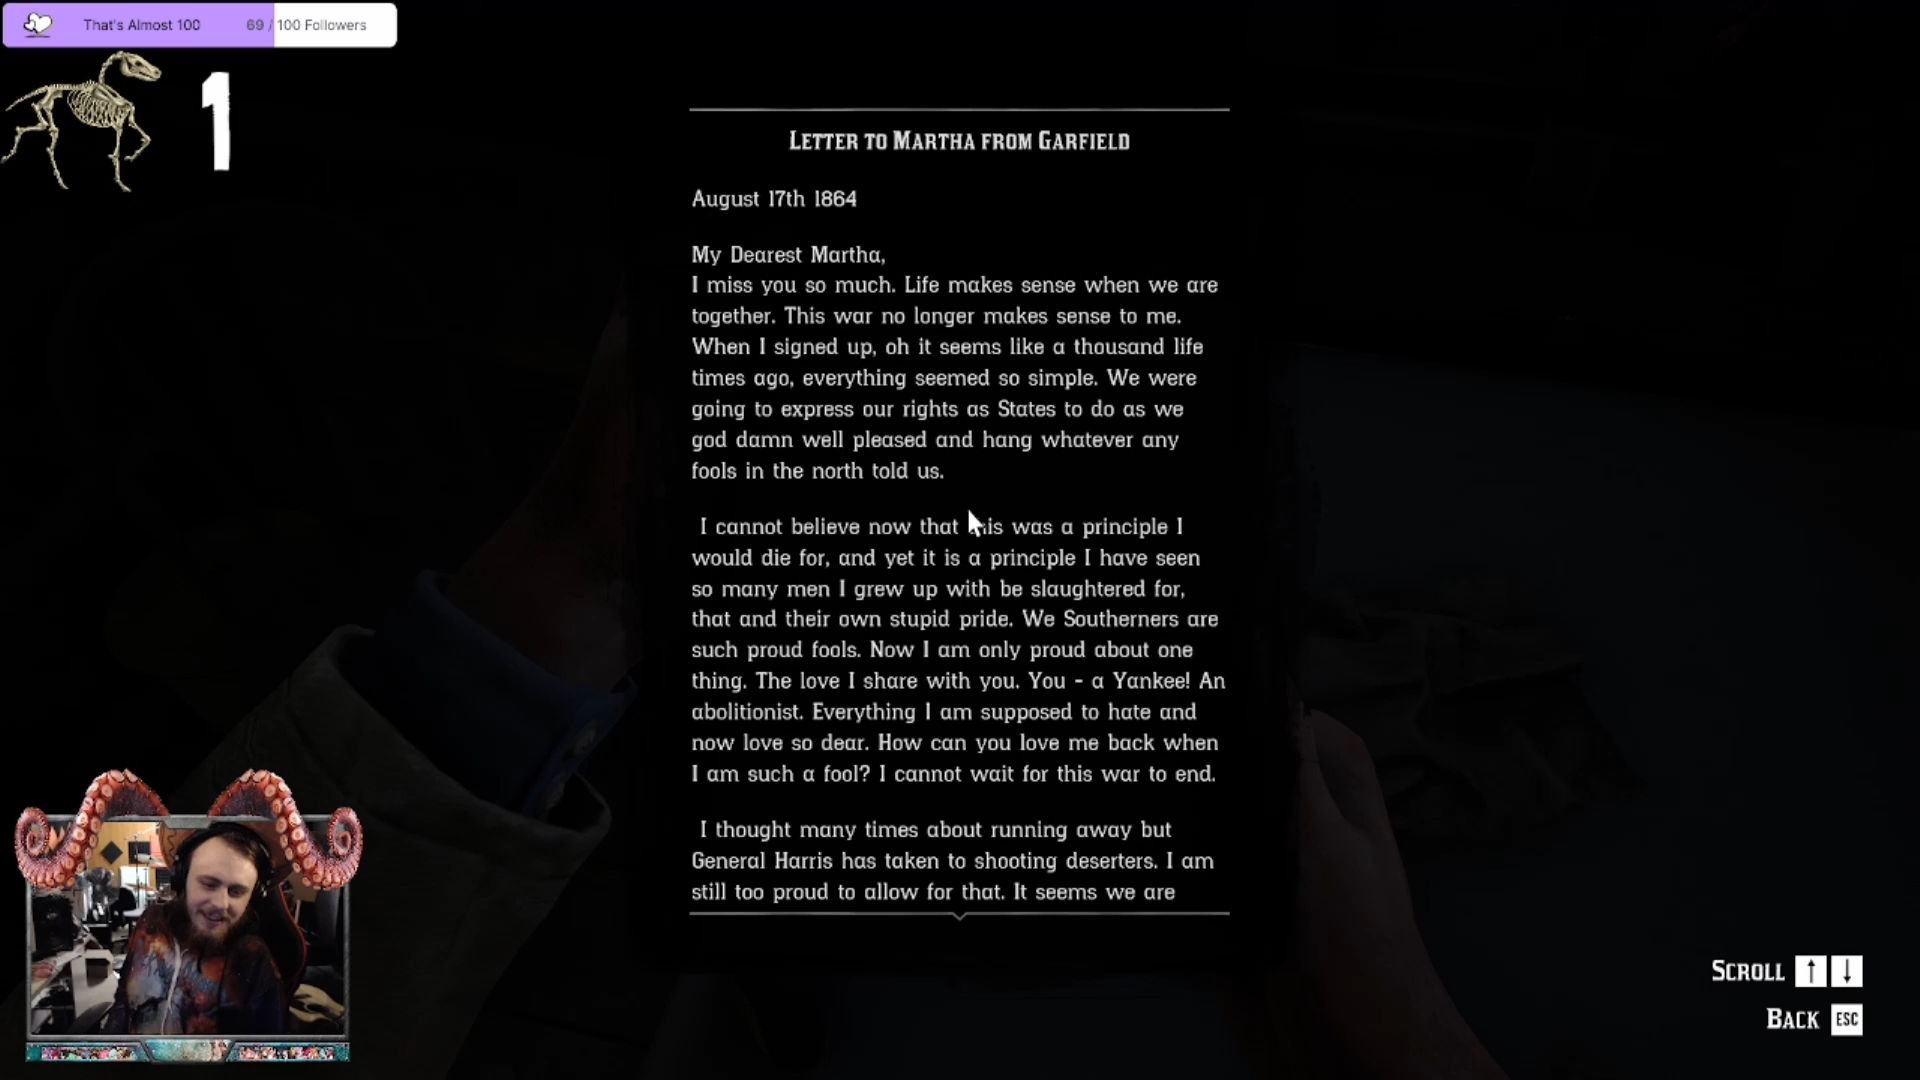 That's Almost 100 69 / 100 Followers
1
LETTER TO MARTHA FROM GARFIELD
August 17th 1864
My Dearest Martha,
I miss you so much. Life makes sense when we are
together. This war no longer makes sense to me.
When I signed up, oh it seems like a thousand life
times ago, everything seemed so simple. We were
going to express our rights as States to do as we
god damn well pleased and hang whatever any
fools in the north told us.
I cannot believe now that this was a principle I
would die for, and yet it is a principle I have seen
so many men I grew up with be slaughtered for,
that and their own stupid pride. We Southerners are
such proud fools. Now I am only proud about one
thing. The love I share with you. You - a Yankee! An
abolitionist. Everything I am supposed to hate and
now love so dear. How can you love me back when
I am such a fool? I cannot wait for this war to end.
I thought many times about running away but
General Harris has taken to shooting deserters. I am
still too proud to allow for that. It seems we are
SCROLL ↑ ↓
BACK ESC